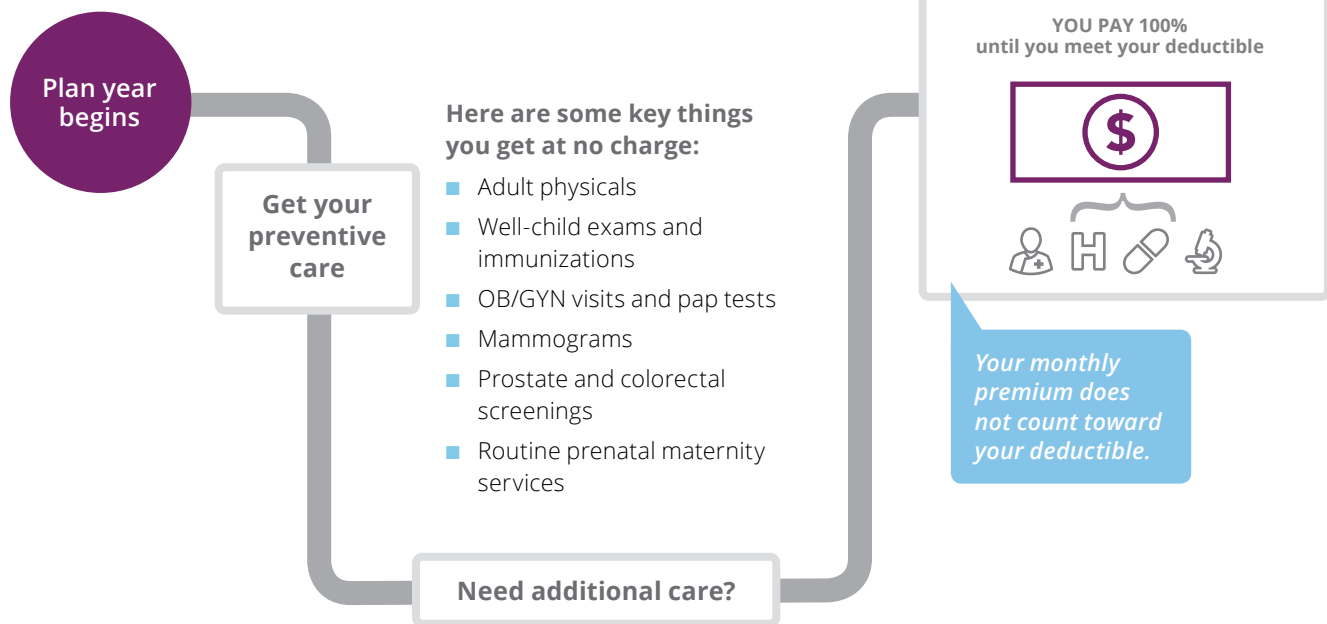 Plan year
begins
Get your
preventive
care
Here are some key things
you get at no charge:
Adult physicals
Well-child exams and
immunizations
OB/GYN visits and pap tests
Mammograms
Prostate and colorectal
screenings
Routine prenatal maternity
services
Need additional care?
YOU PAY 100%
until you meet your deductible
$
H
Your monthly
premium does
not count toward
your deductible.